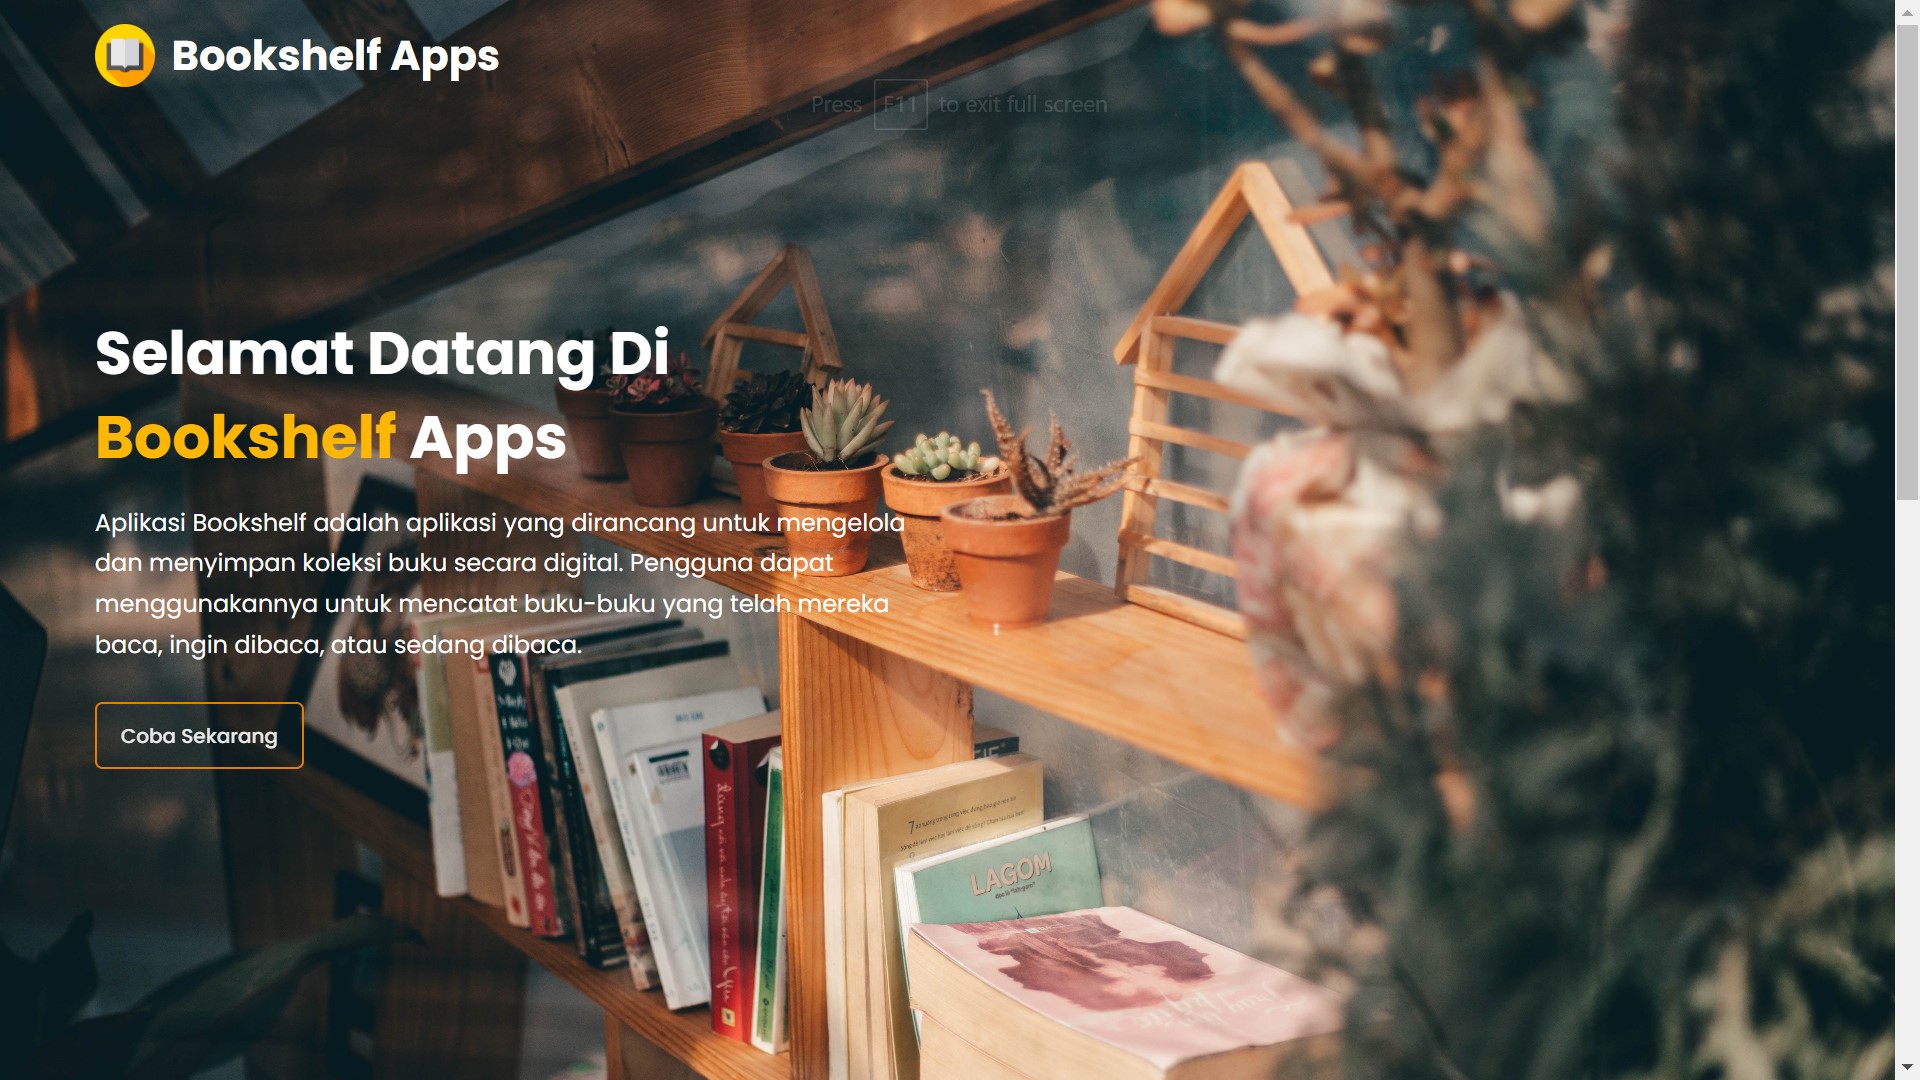 Bookshelf Apps
Press F11 to exit full screen
Selamat Datang Di
Bookshelf Apps
Aplikasi Bookshelf adalah aplikasi yang dirancang untuk mengelola
dan menyimpan koleksi buku secara digital. Pengguna dapat
menggunakannya untuk mencatat buku-buku yang telah mereka
baca, ingin dibaca, atau sedang dibaca.
Coba Sekarang
LAGOM